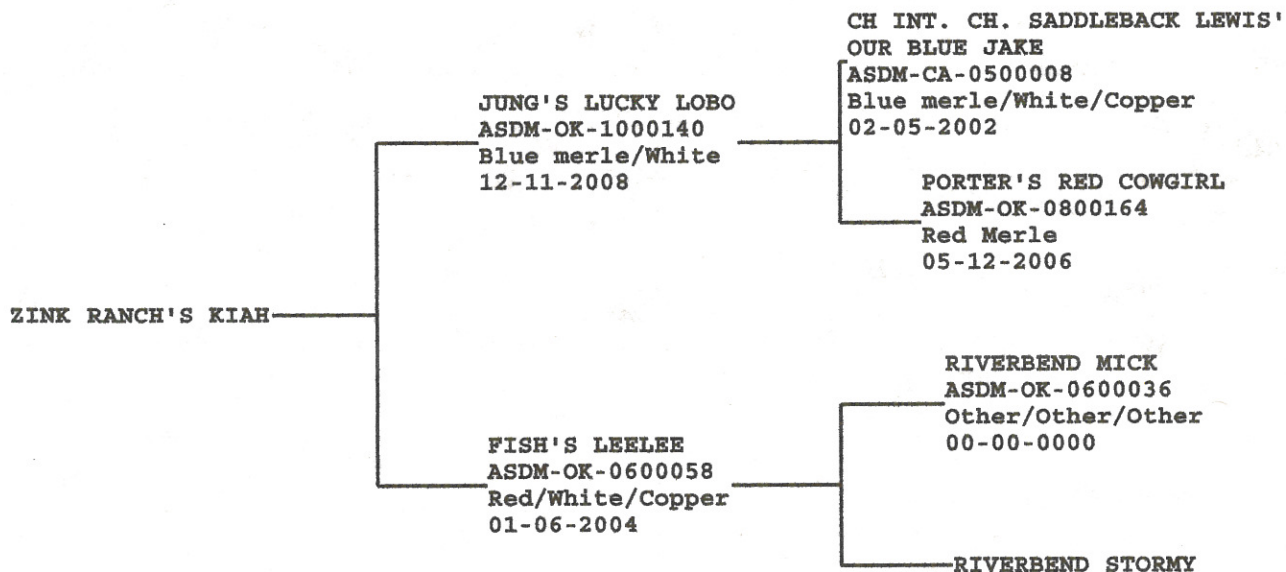 CH INT. CH. SADDLEBACK LEWIS'
OUR BLUE JAKE
ASDM-CA-0500008
Blue merle/White/Copper
02-05-2002
JUNG'S LUCKY LOBO
ASDM-OK-1000140
Blue merle/White
12-11-2008
PORTER'S RED COWGIRL
ASDM-OK-0800164
Red Merle
05-12-2006
ZINK RANCH'S KIAH
RIVERBEND MICK
ASDM-OK-0600036
Other/Other/Other
00-00-0000
FISH'S LEELEE
ASDM-OK-0600058
Red/White/Copper
01-06-2004
RIVERBEND STORMY